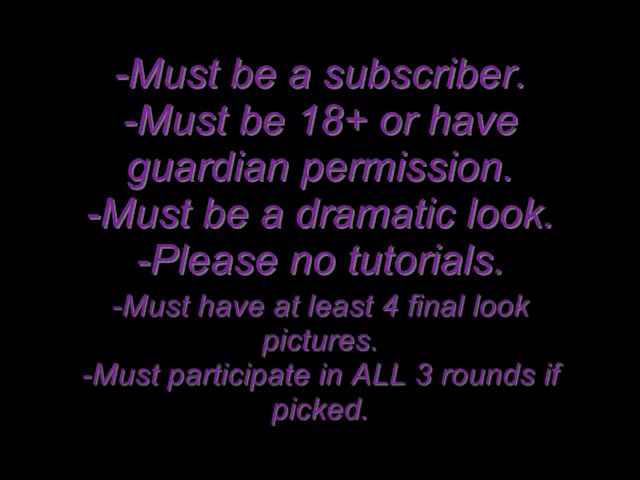 -Must be a subscriber.
-Must be 18+ or have
guardian permission.
-Must be a dramatic look.
-Please no tutorials.
-Must have at least 4 final look
pictures.
-Must participate in ALL 3 rounds if
picked.